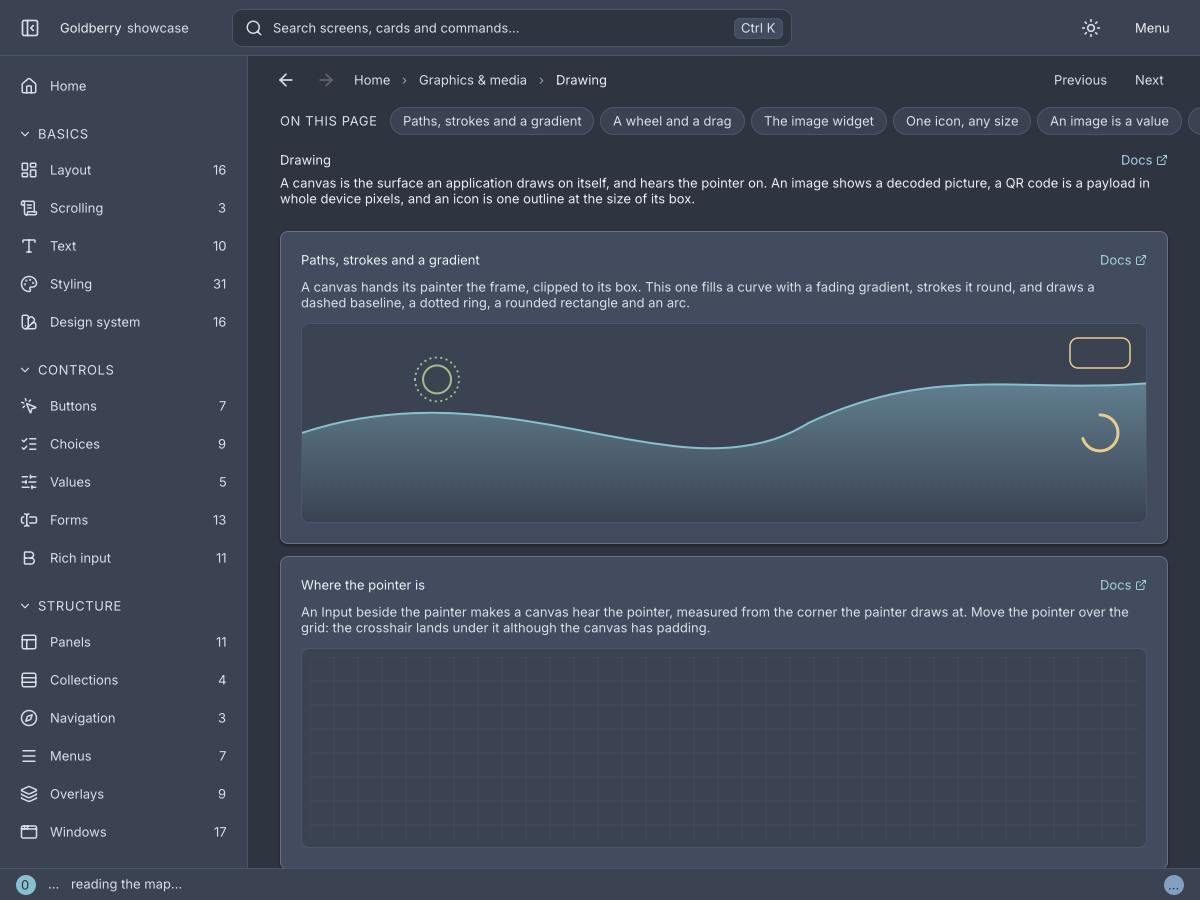 Goldberry showcase
Search screens, cards and commands...
Ctrl K
Menu
Home
BASICS
Layout 16
Scrolling 3
Text 10
Styling 31
Design system 16
CONTROLS
Buttons 7
Choices 9
Values 5
Forms 13
Rich input 11
STRUCTURE
Panels 11
Collections 4
Navigation 3
Menus 7
Overlays 9
Windows 17
Home › Graphics & media › Drawing
Previous
Next
ON THIS PAGE
Paths, strokes and a gradient
A wheel and a drag
The image widget
One icon, any size
An image is a value
Drawing
Docs
A canvas is the surface an application draws on itself, and hears the pointer on. An image shows a decoded picture, a QR code is a payload in
whole device pixels, and an icon is one outline at the size of its box.
Paths, strokes and a gradient
Docs
A canvas hands its painter the frame, clipped to its box. This one fills a curve with a fading gradient, strokes it round, and draws a
dashed baseline, a dotted ring, a rounded rectangle and an arc.
Where the pointer is
Docs
An Input beside the painter makes a canvas hear the pointer, measured from the corner the painter draws at. Move the pointer over the
grid: the crosshair lands under it although the canvas has padding.
0 ... reading the map...
...